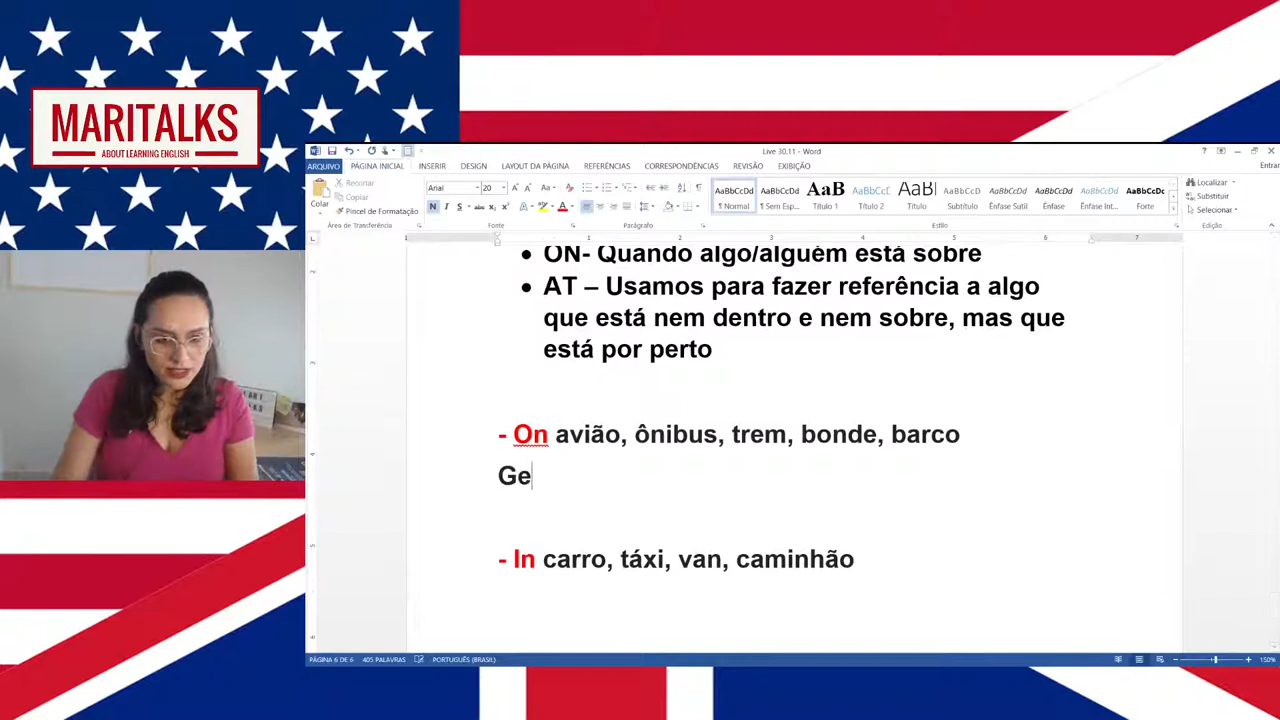 MARITALKS
ABOUT LEARNING ENGLISH
Live 30.11 - Word
ARQUIVO PÁGINA INICIAL INSERIR DESIGN LAYOUT DA PÁGINA REFERÊNCIAS CORRESPONDÊNCIAS REVISÃO EXIBIÇÃO Entrar
Colar
Recortar
Copiar
Pincel de Formatação
Área de Transferência
Arial 20
Fonte
Parágrafo
AaBbCcDd AaBbCcDd AaB AaBbCcD AaBl AaBbCcD AaBbCcDd AaBbCcDd AaBbCcDd AaBbCcDc
¶ Normal ¶ Sem Esp... Título 1 Título 2 Título Subtítulo Ênfase Sutil Ênfase Ênfase Int... Forte
Estilo
Localizar
Substituir
Selecionar
Edição
• ON- Quando algo/alguém está sobre
• AT – Usamos para fazer referência a algo
que está nem dentro e nem sobre, mas que
está por perto
- On avião, ônibus, trem, bonde, barco
Ge
- In carro, táxi, van, caminhão
PÁGINA 6 DE 6 405 PALAVRAS PORTUGUÊS (BRASIL) 150%